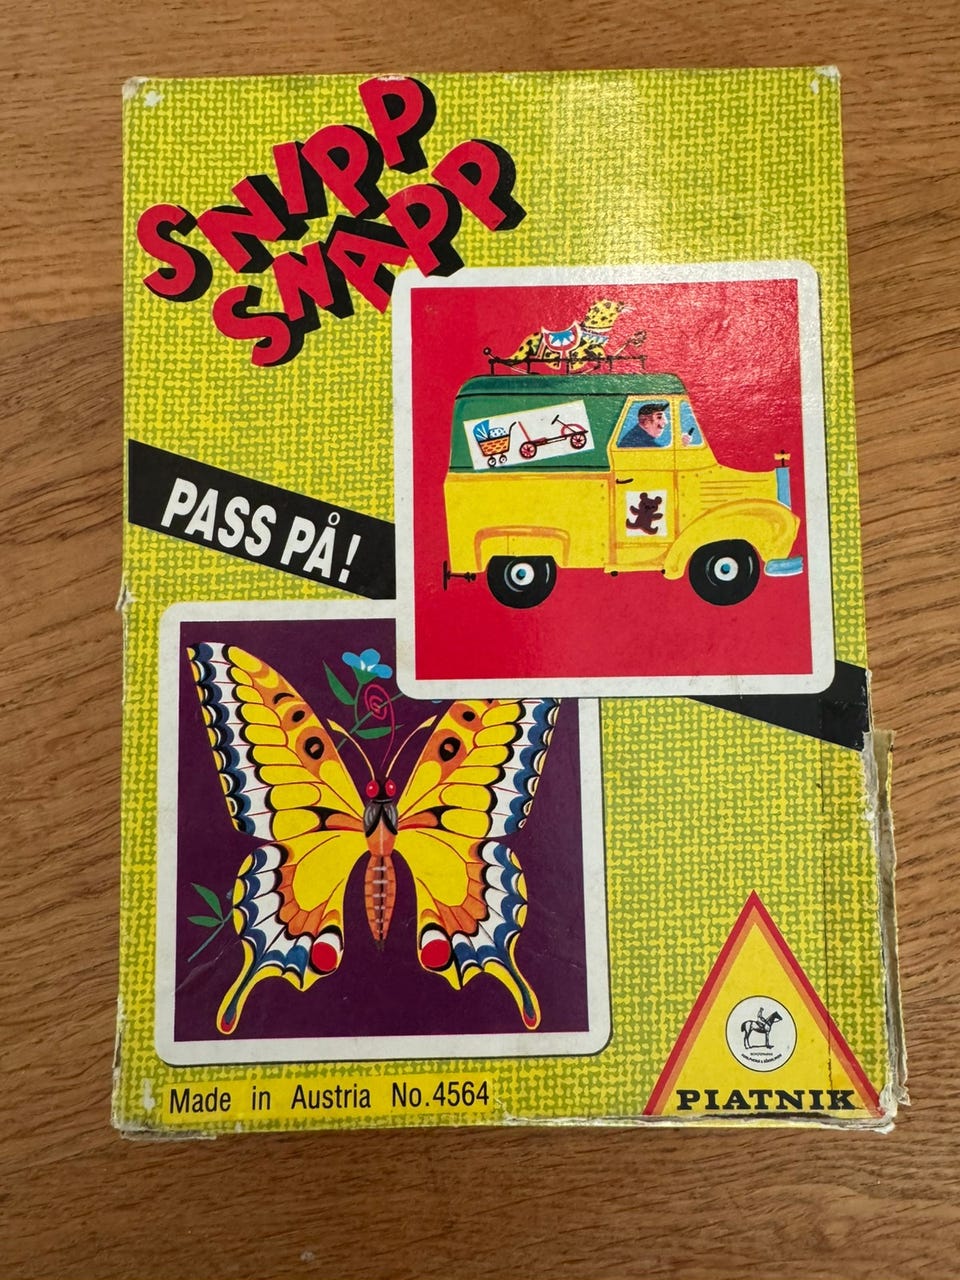 SNIPP
SNAPP
PASS PÅ!
Made in Austria No.4564
PIATNIK